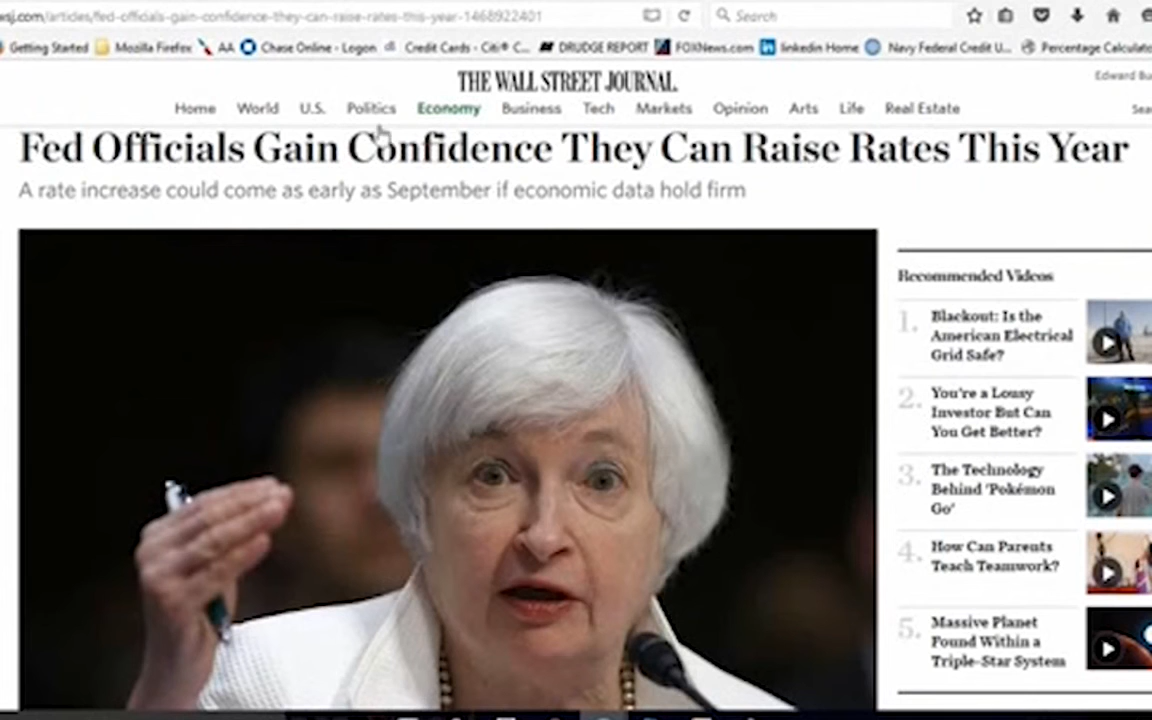 wsj.com/articles/fed-officials-gain-confidence-they-can-raise-rates-this-year-1468922401
Search
Getting Started Mozilla Firefox AA Chase Online - Logon Credit Cards - Citi® C... DRUDGE REPORT FOXNews.com linkedin Home Navy Federal Credit U... Percentage Calculato
THE WALL STREET JOURNAL.
Edward Bu
Home World U.S. Politics Economy Business Tech Markets Opinion Arts Life Real Estate
Sea
Fed Officials Gain Confidence They Can Raise Rates This Year
A rate increase could come as early as September if economic data hold firm
Recommended Videos
1. Blackout: Is the
American Electrical
Grid Safe?
2. You're a Lousy
Investor But Can
You Get Better?
3. The Technology
Behind 'Pokémon
Go'
4. How Can Parents
Teach Teamwork?
5. Massive Planet
Found Within a
Triple-Star System